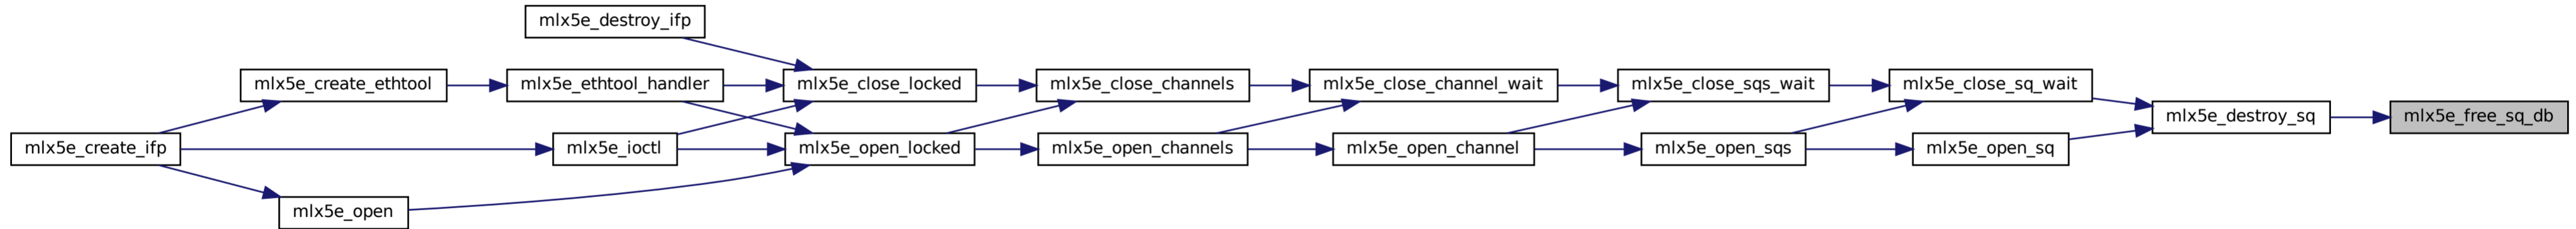 mlx5e_destroy_ifp
mlx5e_create_ethtool
mlx5e_ethtool_handler
mlx5e_close_locked
mlx5e_close_channels
mlx5e_close_channel_wait
mlx5e_close_sqs_wait
mlx5e_close_sq_wait
mlx5e_destroy_sq
mlx5e_free_sq_db
mlx5e_create_ifp
mlx5e_ioctl
mlx5e_open_locked
mlx5e_open_channels
mlx5e_open_channel
mlx5e_open_sqs
mlx5e_open_sq
mlx5e_open